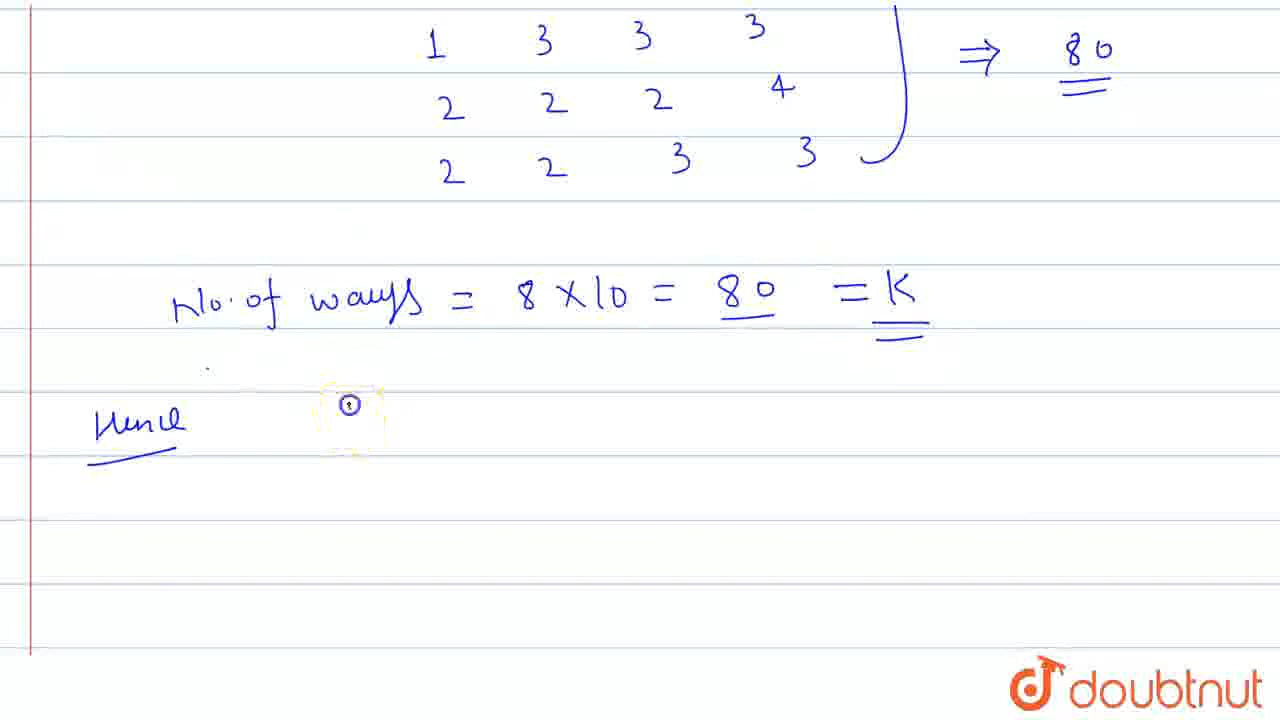 1 3 3 3
2 2 2 4 ⇒ 80
2 2 3 3
No. of ways = 8 × 10 = 80 = K
Hence
doubtnut